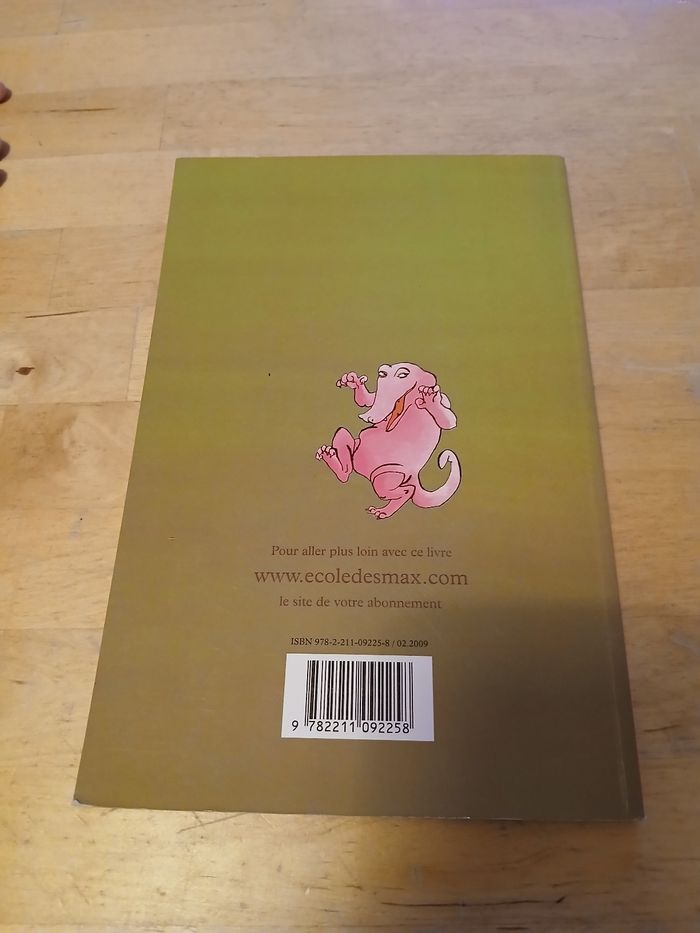 Pour aller plus loin avec ce livre
www.ecoledesmax.com
le site de votre abonnement
ISBN 978-2-211-09225-8 / 02.2009
9 782211 092258